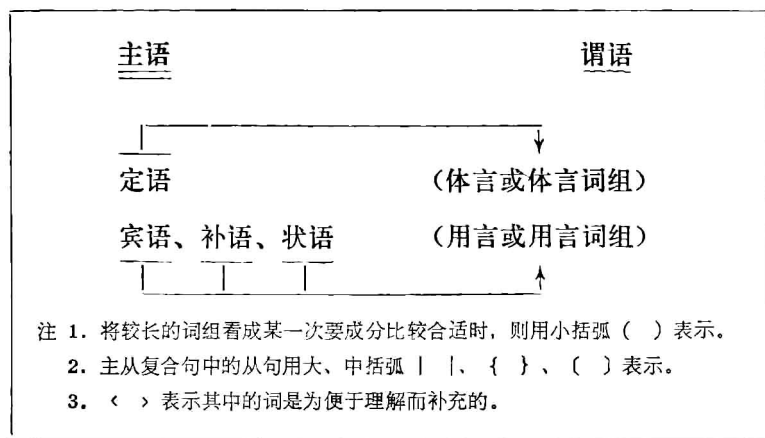 主语 谓语
定语 (体言或体言词组)
宾语、补语、状语 (用言或用言词组)
注 1. 将较长的词组看成某一次要成分比较合适时，则用小括弧（ ）表示。
2. 主从复合句中的从句用大、中括弧 | |、{ }、〔 〕表示。
3. 〈 〉表示其中的词是为便于理解而补充的。